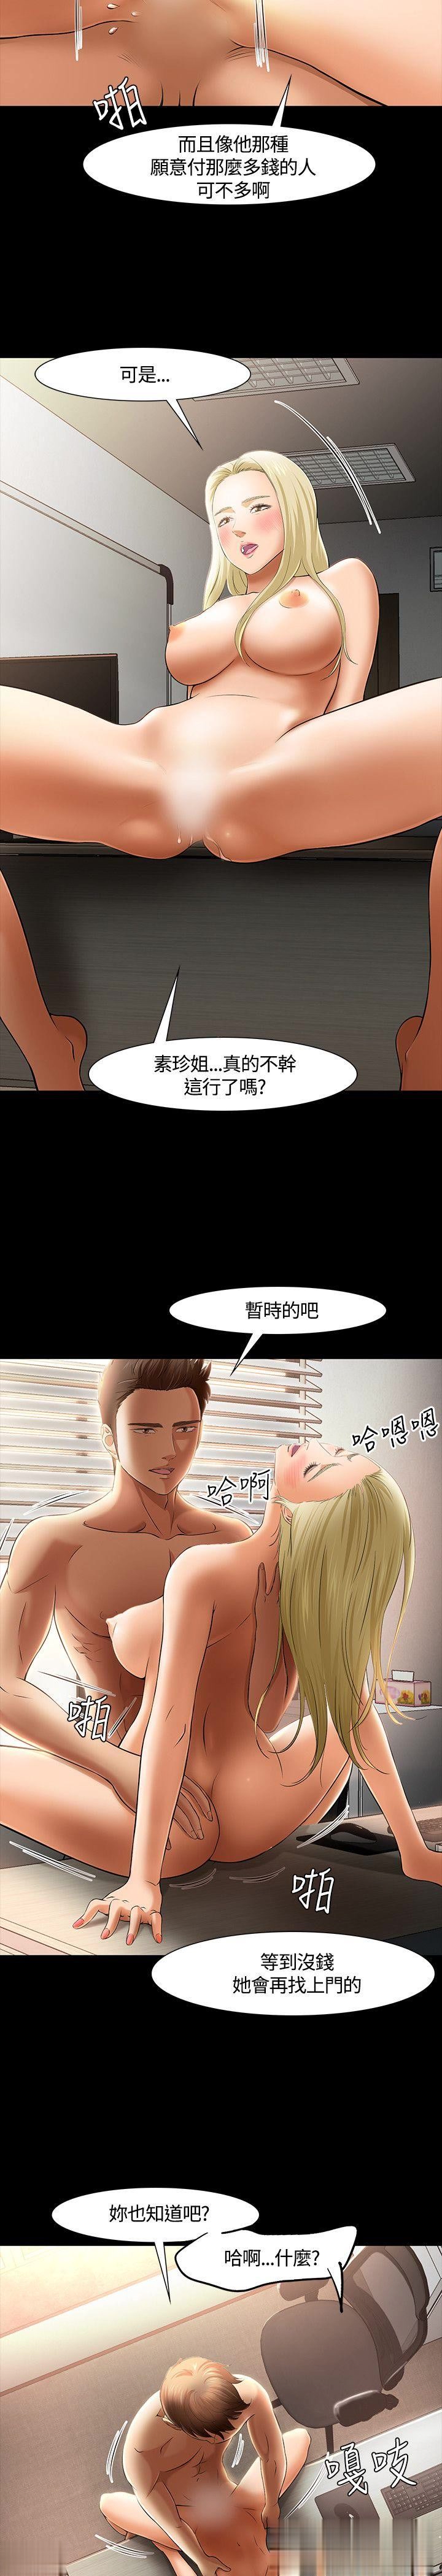 啪
而且像他那種
願意付那麼多錢的人
可不多啊
可是...
素珍姐...真的不幹
這行了嗎?
暫時的吧
哈嗯嗯
哈啊
啪
啪
等到沒錢
她會再找上門的
妳也知道吧?
哈啊...什麼?
嘎吱